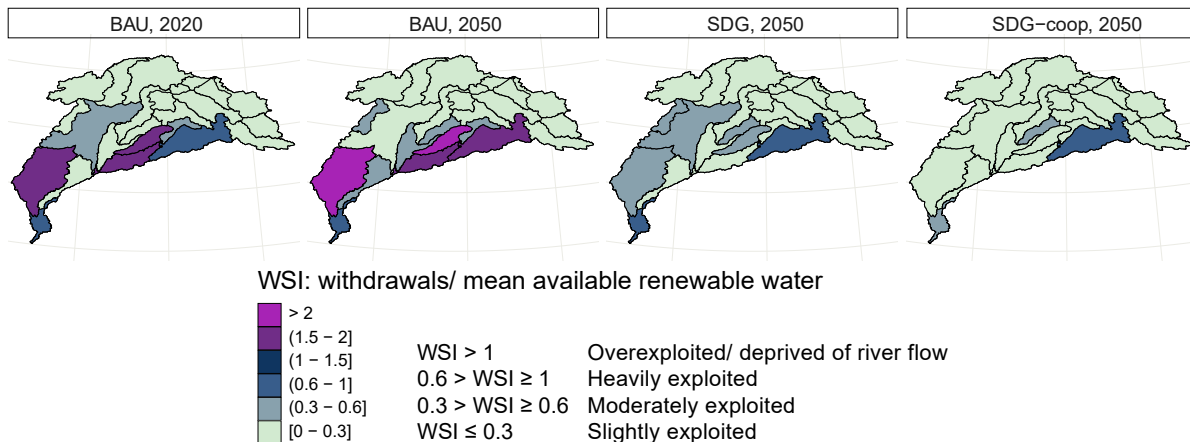 BAU, 2020
BAU, 2050
SDG, 2050
SDG−coop, 2050
WSI: withdrawals/ mean available renewable water
> 2
(1.5 − 2]
(1 − 1.5]
(0.6 − 1]
(0.3 − 0.6]
[0 − 0.3]
WSI > 1 Overexploited/ deprived of river flow
0.6 > WSI ≥ 1 Heavily exploited
0.3 > WSI ≥ 0.6 Moderately exploited
WSI ≤ 0.3 Slightly exploited